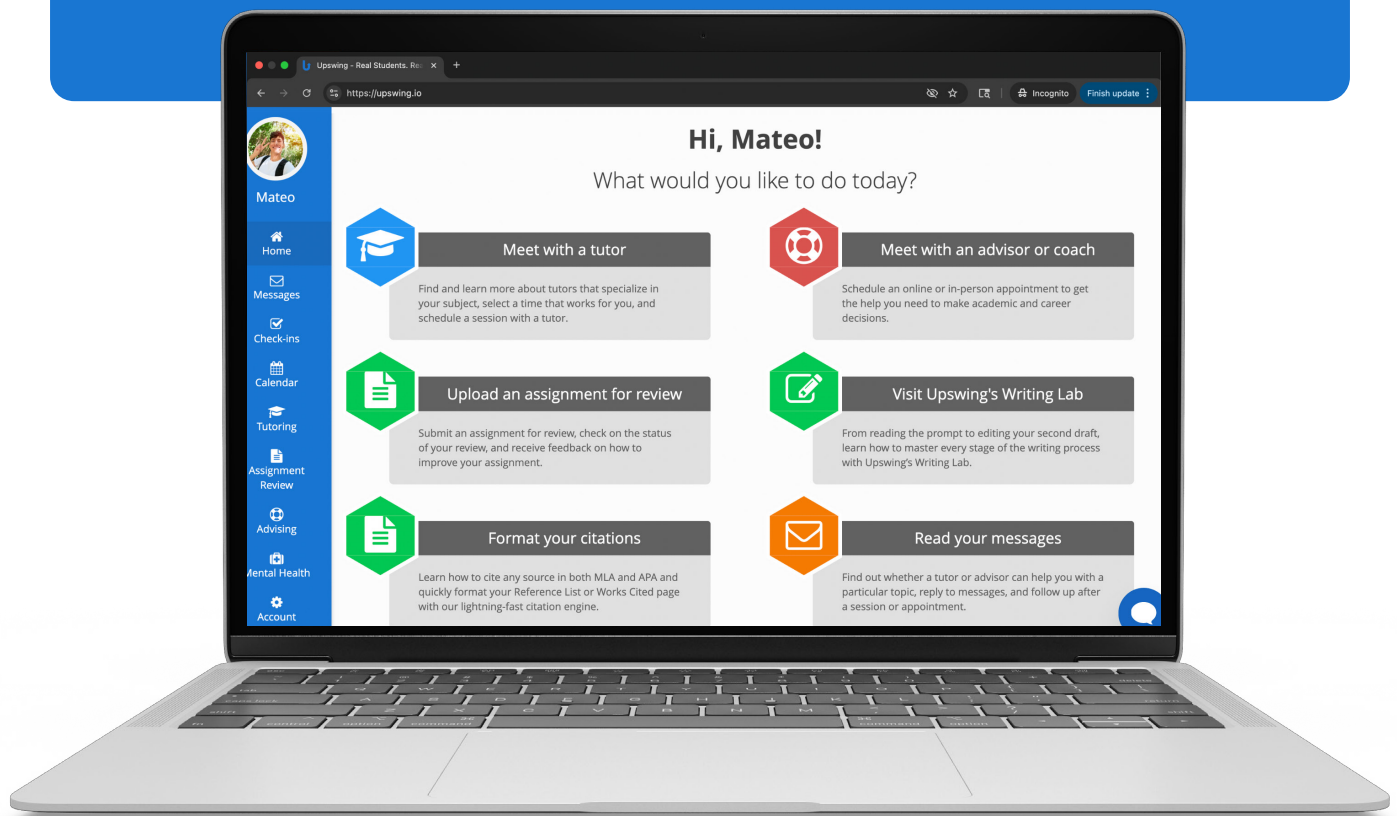 Upswing - Real Students. Re
https://upswing.io
Incognito
Finish update
Mateo
Home
Messages
Check-ins
Calendar
Tutoring
Assignment
Review
Advising
Mental Health
Account
Hi, Mateo!
What would you like to do today?
Meet with a tutor
Find and learn more about tutors that specialize in
your subject, select a time that works for you, and
schedule a session with a tutor.
Meet with an advisor or coach
Schedule an online or in-person appointment to get
the help you need to make academic and career
decisions.
Upload an assignment for review
Submit an assignment for review, check on the status
of your review, and receive feedback on how to
improve your assignment.
Visit Upswing's Writing Lab
From reading the prompt to editing your second draft,
learn how to master every stage of the writing process
with Upswing's Writing Lab.
Format your citations
Learn how to cite any source in both MLA and APA and
quickly format your Reference List or Works Cited page
with our lightning-fast citation engine.
Read your messages
Find out whether a tutor or advisor can help you with a
particular topic, reply to messages, and follow up after
a session or appointment.